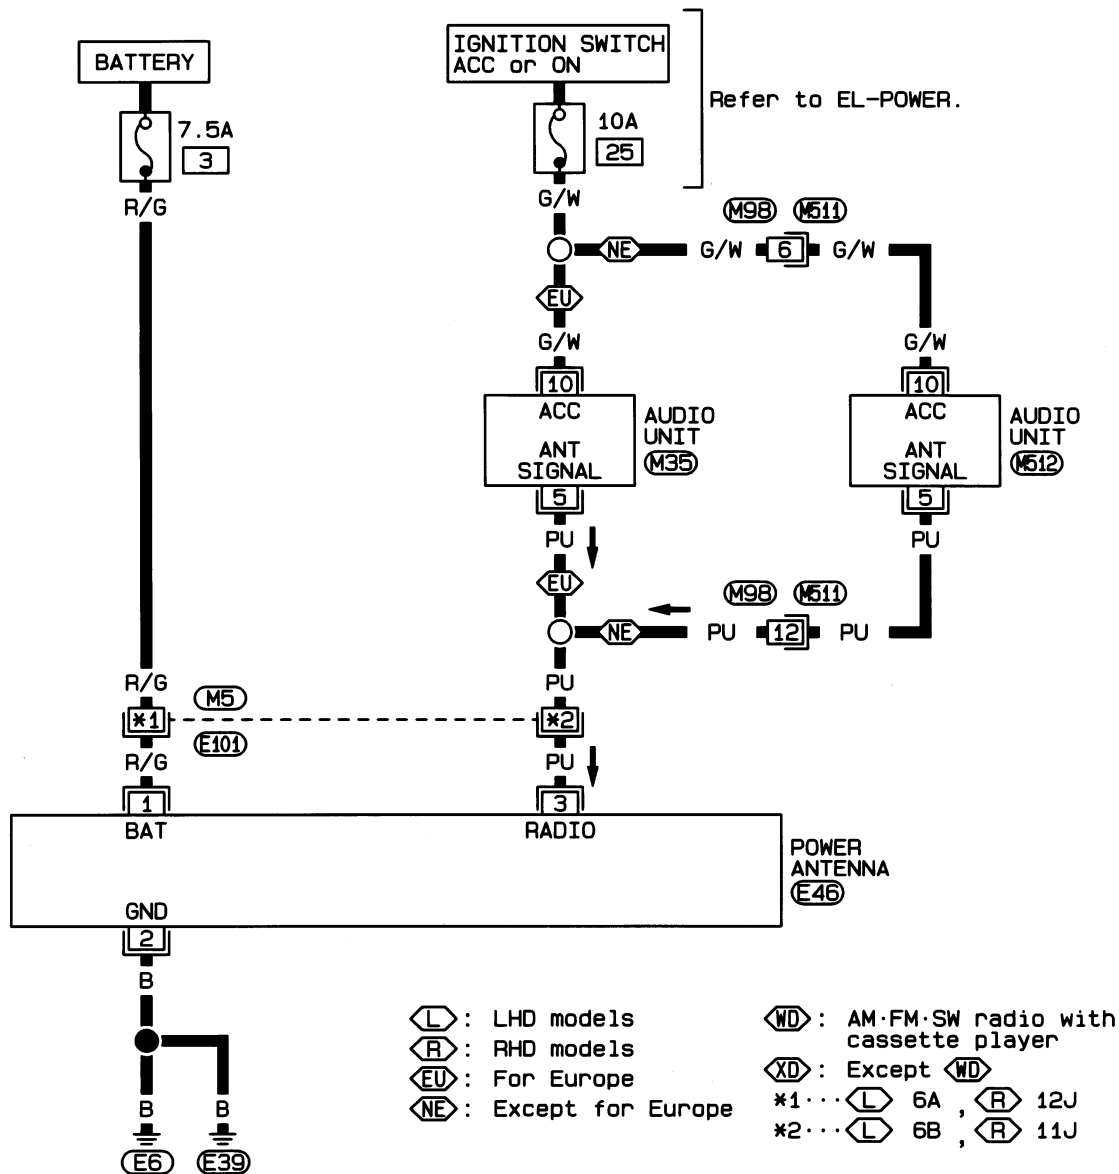 BATTERY
IGNITION SWITCH
ACC or ON
Refer to EL-POWER.
7.5A
3
10A
25
R/G
G/W
M98 M511
NE G/W 6 G/W
EU
G/W
G/W
10
10
ACC
ACC
AUDIO
UNIT
M35
AUDIO
UNIT
M512
ANT
SIGNAL
ANT
SIGNAL
5
5
PU
PU
EU
M98 M511
NE PU 12 PU
R/G
M5
PU
*1
*2
E101
R/G
PU
1
3
BAT
RADIO
POWER
ANTENNA
E46
GND
2
B
B
B
E6
E39
L : LHD models
R : RHD models
EU : For Europe
NE : Except for Europe
WD : AM·FM·SW radio with
cassette player
XD : Except WD
*1··· L 6A , R 12J
*2··· L 6B , R 11J